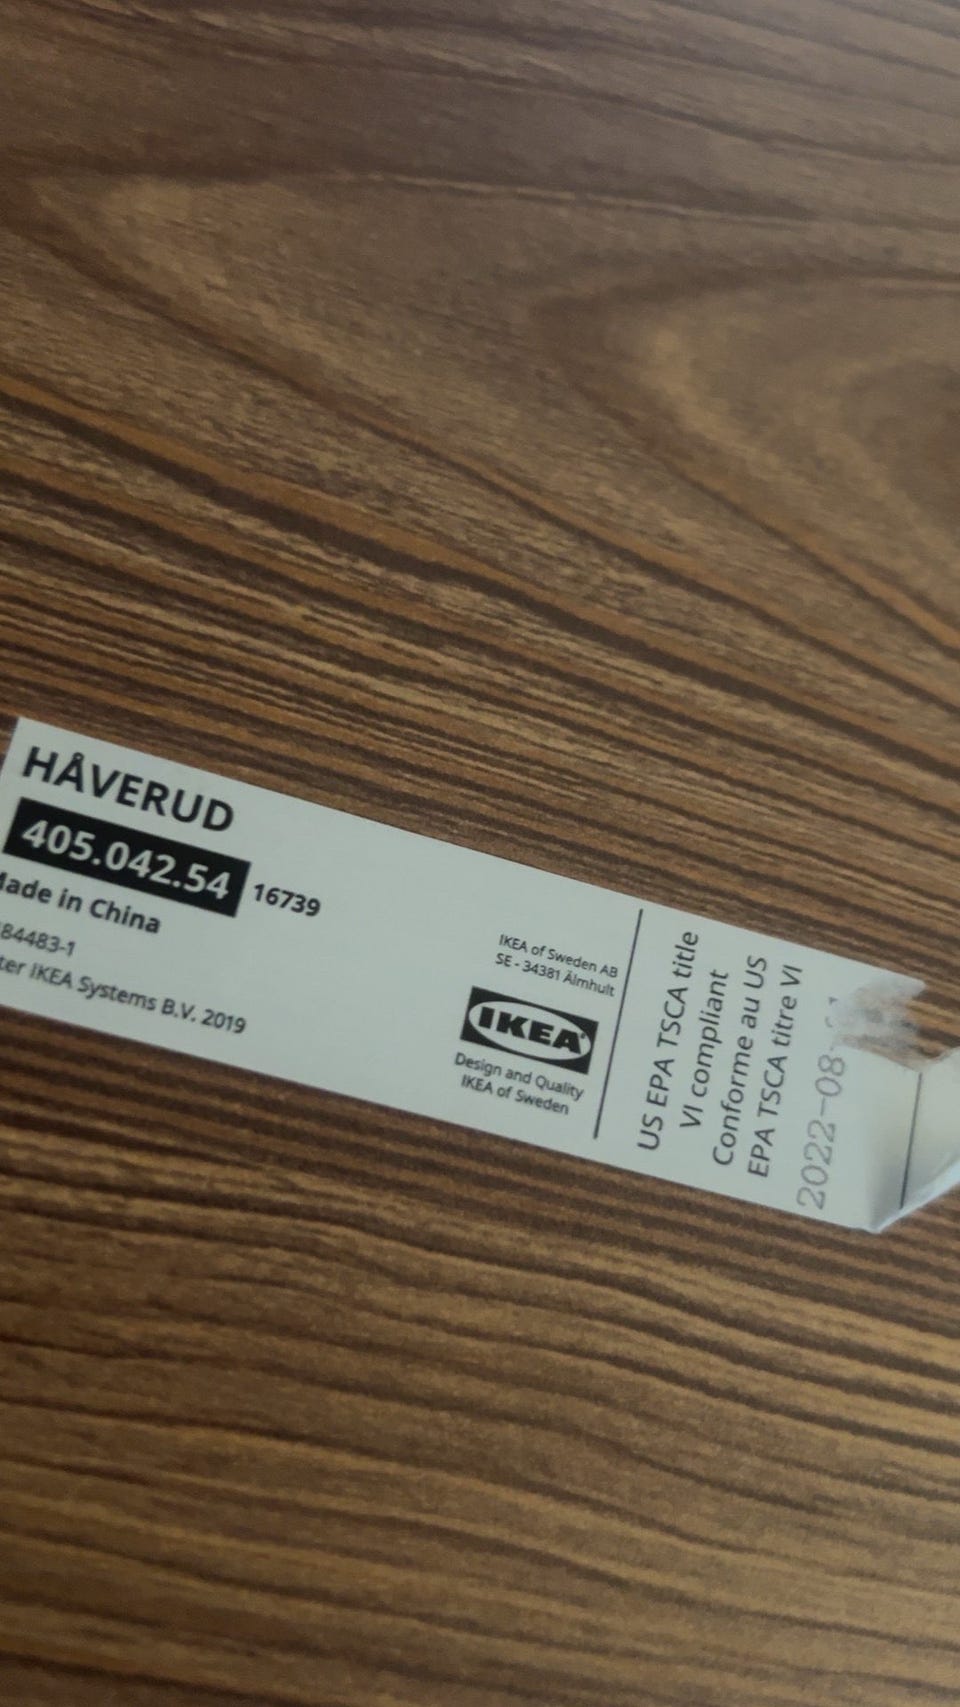 HÅVERUD
405.042.54 16739
Made in China
84483-1
ter IKEA Systems B.V. 2019
IKEA of Sweden AB
SE - 34381 Älmhult
IKEA
Design and Quality
IKEA of Sweden
US EPA TSCA title
VI compliant
Conforme au US
EPA TSCA titre VI
2022-08-